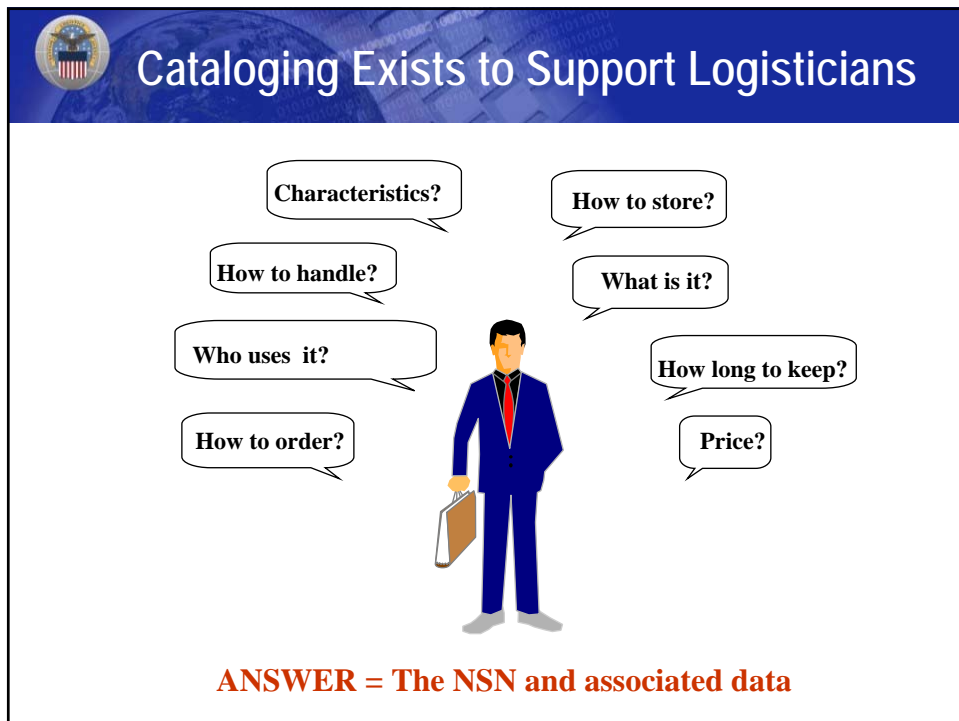 Cataloging Exists to Support Logisticians
Characteristics?
How to store?
How to handle?
What is it?
Who uses it?
How long to keep?
How to order?
Price?
ANSWER = The NSN and associated data